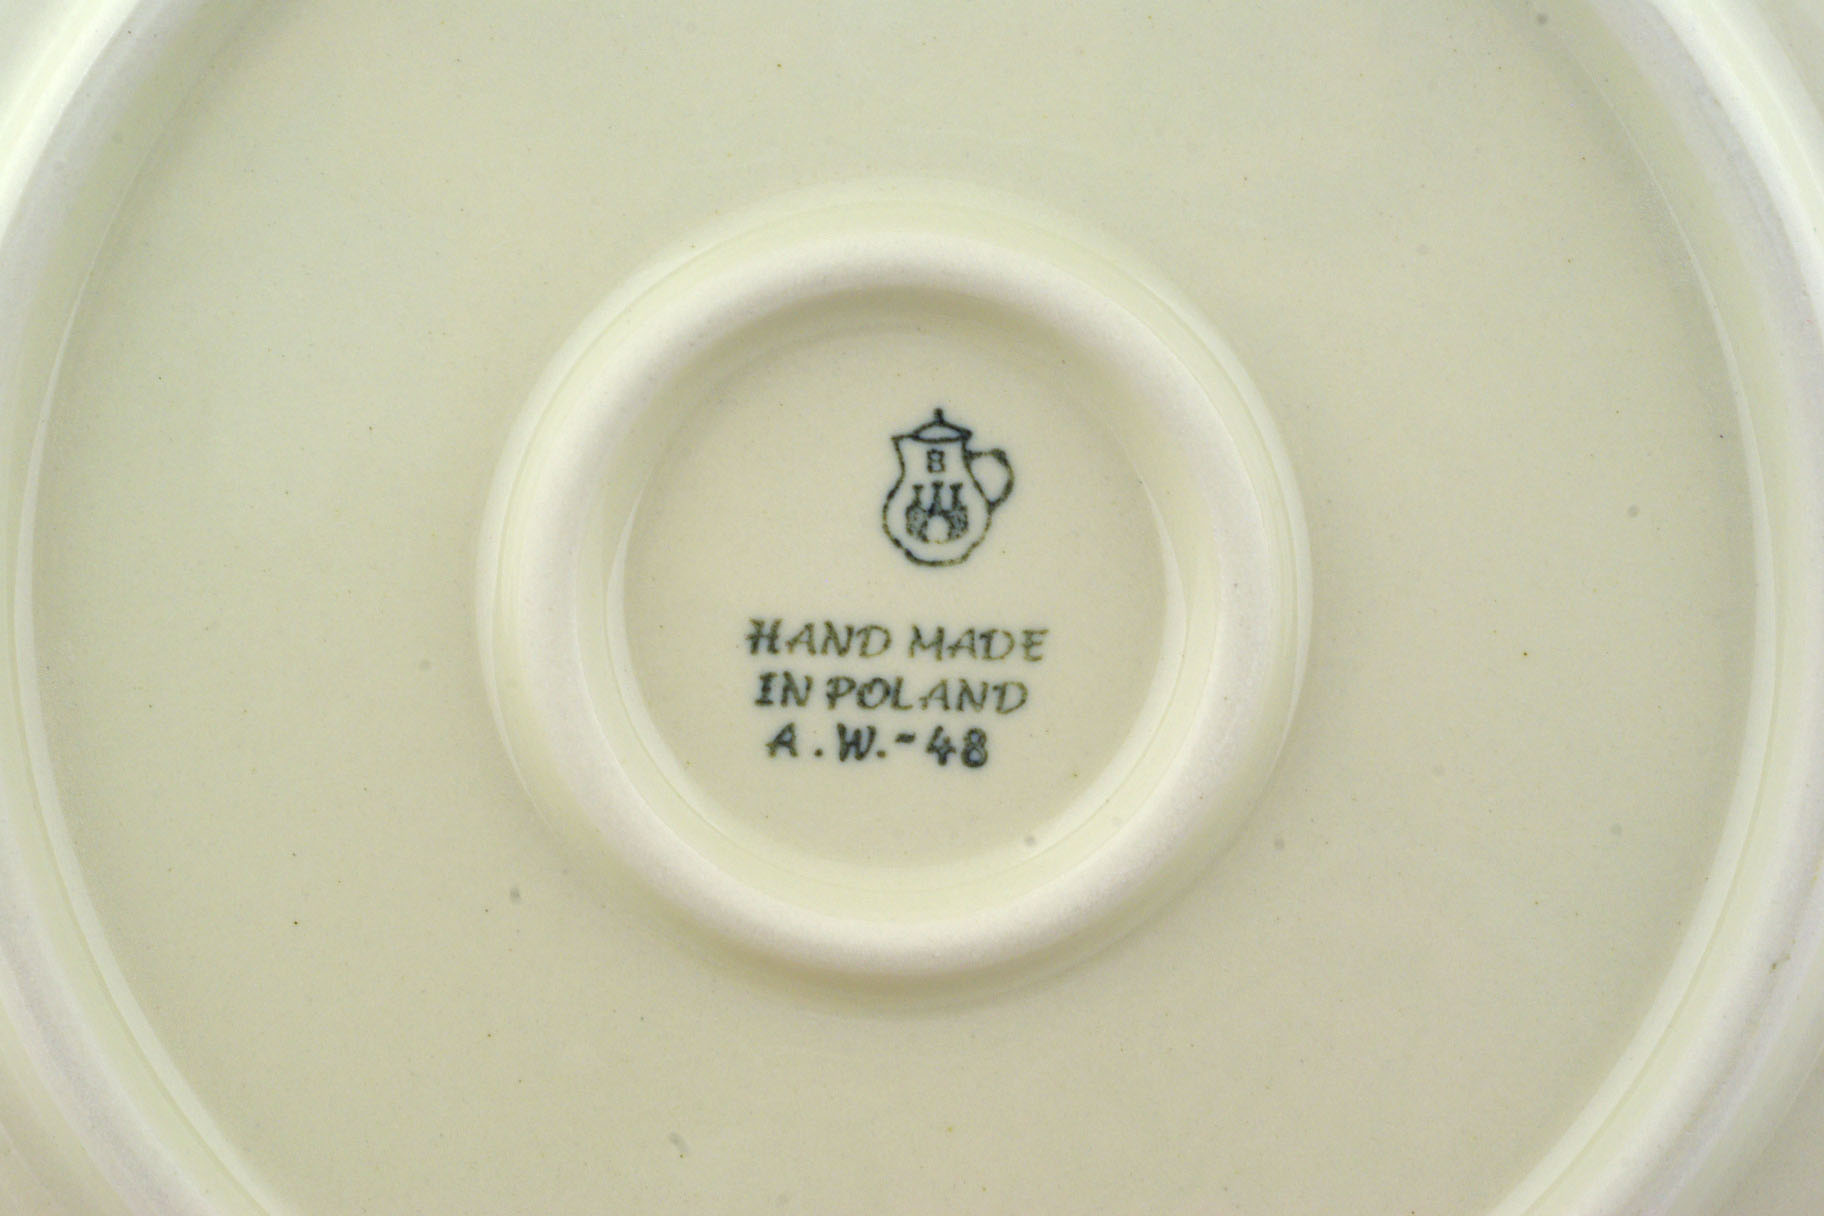 B
HAND MADE
IN POLAND
A.W.-48